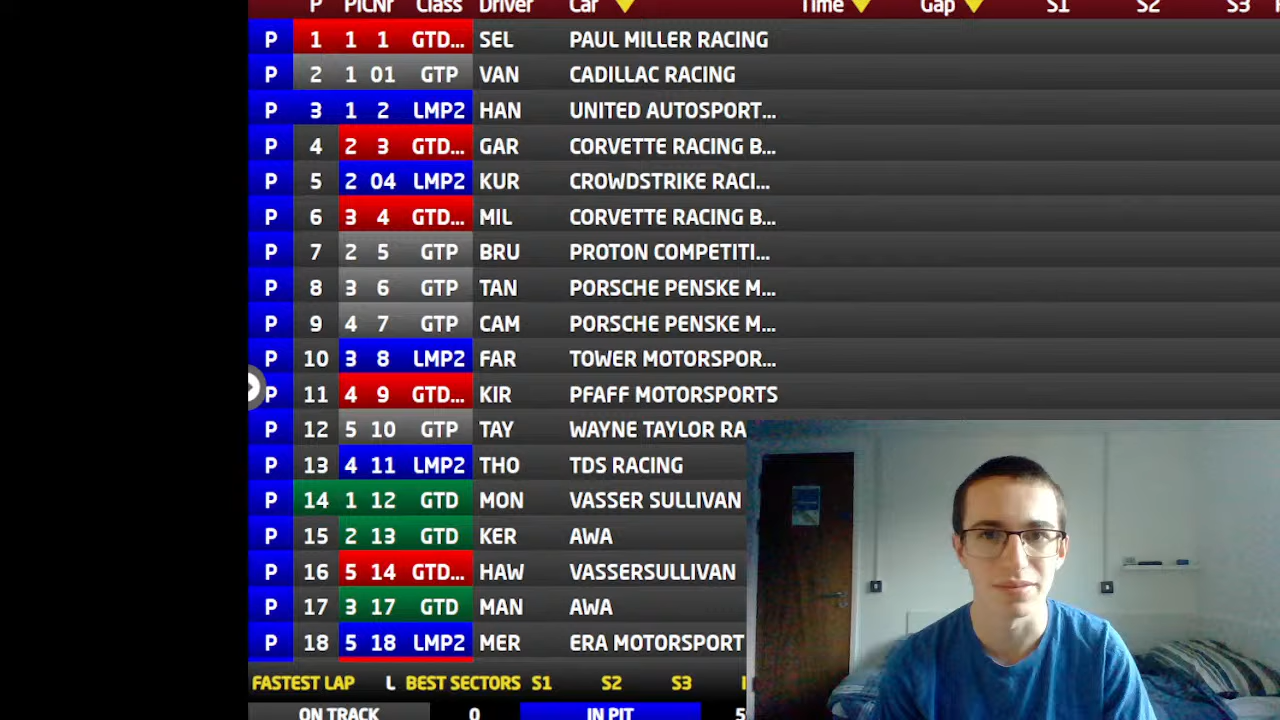 P PIC Nr Class Driver Car Time Gap S1 S2 S3
P 1 1 1 GTD... SEL PAUL MILLER RACING
P 2 1 01 GTP VAN CADILLAC RACING
P 3 1 2 LMP2 HAN UNITED AUTOSPORT...
P 4 2 3 GTD... GAR CORVETTE RACING B...
P 5 2 04 LMP2 KUR CROWDSTRIKE RACI...
P 6 3 4 GTD... MIL CORVETTE RACING B...
P 7 2 5 GTP BRU PROTON COMPETITI...
P 8 3 6 GTP TAN PORSCHE PENSKE M...
P 9 4 7 GTP CAM PORSCHE PENSKE M...
P 10 3 8 LMP2 FAR TOWER MOTORSPOR...
P 11 4 9 GTD... KIR PFAFF MOTORSPORTS
P 12 5 10 GTP TAY WAYNE TAYLOR RA
P 13 4 11 LMP2 THO TDS RACING
P 14 1 12 GTD MON VASSER SULLIVAN
P 15 2 13 GTD KER AWA
P 16 5 14 GTD... HAW VASSERSULLIVAN
P 17 3 17 GTD MAN AWA
P 18 5 18 LMP2 MER ERA MOTORSPORT
FASTEST LAP L BEST SECTORS S1 S2 S3
ON TRACK 0 IN PIT 5